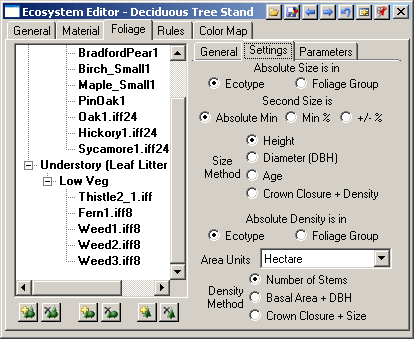 Ecosystem Editor - Deciduous Tree Stand
General Material Foliage Rules Color Map
BradfordPear1
Birch_Small1
Maple_Small1
PinOak1
Oak1.iff24
Hickory1.iff24
Sycamore1.iff24
Understory (Leaf Litter
Low Veg
Thistle2_1.iff
Fern1.iff8
Weed1.iff8
Weed2.iff8
Weed3.iff8
General Settings Parameters
Absolute Size is in
Ecotype Foliage Group
Second Size is
Absolute Min Min % +/- %
Size Method
Height
Diameter (DBH)
Age
Crown Closure + Density
Absolute Density is in
Ecotype Foliage Group
Area Units Hectare
Density Method
Number of Stems
Basal Area + DBH
Crown Closure + Size